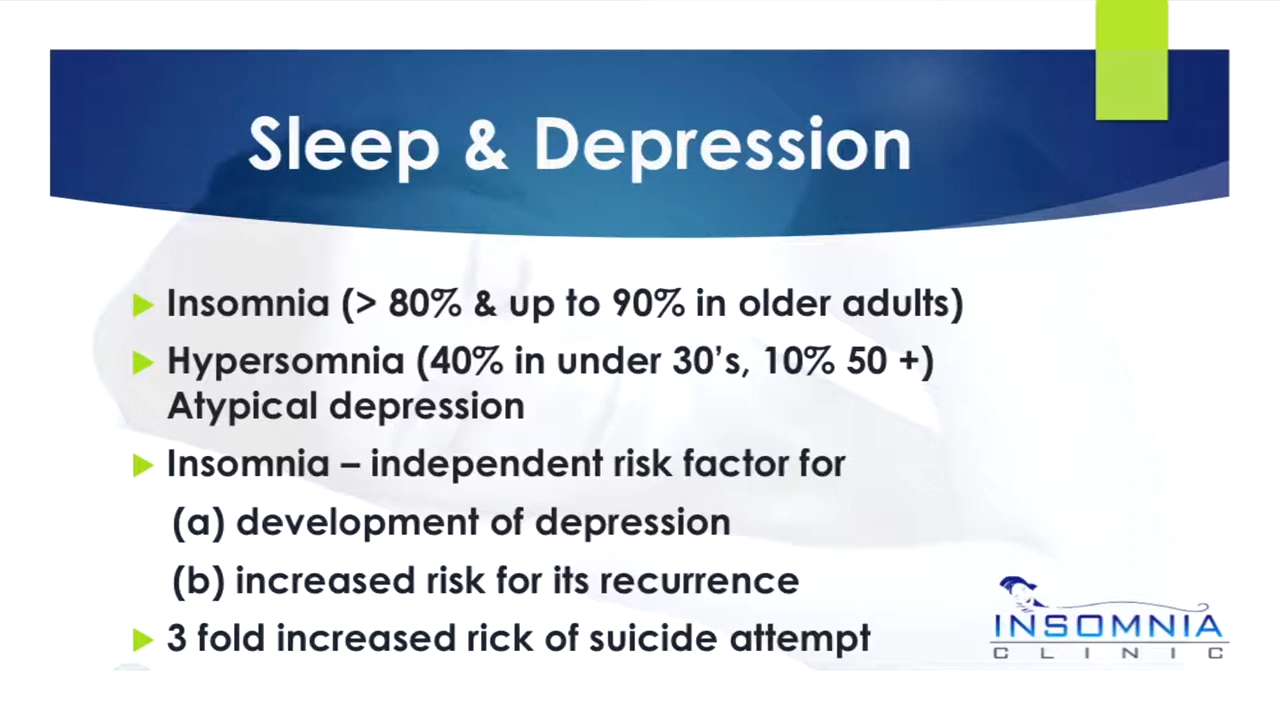 Sleep & Depression
Insomnia (> 80% & up to 90% in older adults)
Hypersomnia (40% in under 30’s, 10% 50 +)
Atypical depression
Insomnia – independent risk factor for
(a) development of depression
(b) increased risk for its recurrence
3 fold increased rick of suicide attempt
INSOMNIA
CLINIC